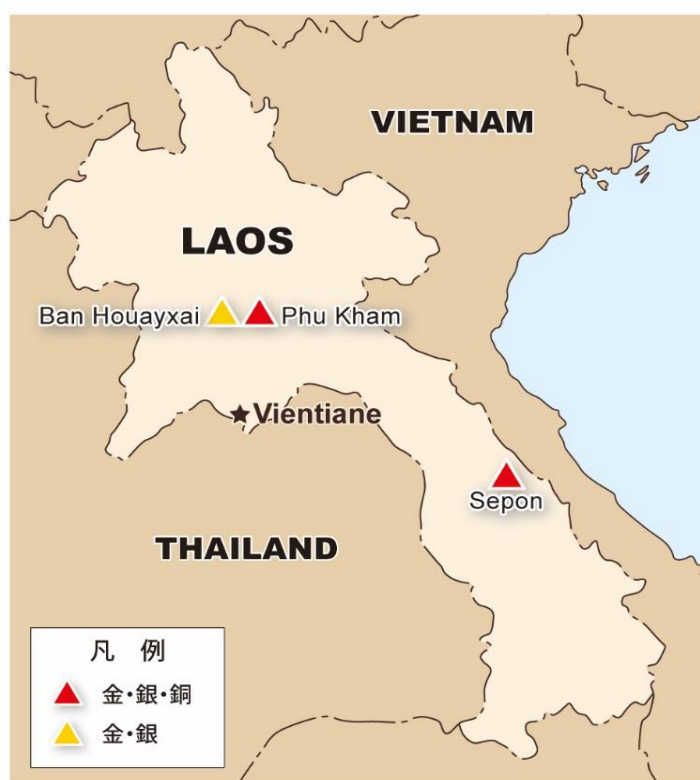 VIETNAM
LAOS
Ban Houayxai
Phu Kham
Vientiane
Sepon
THAILAND
凡 例
金・銀・銅
金・銀